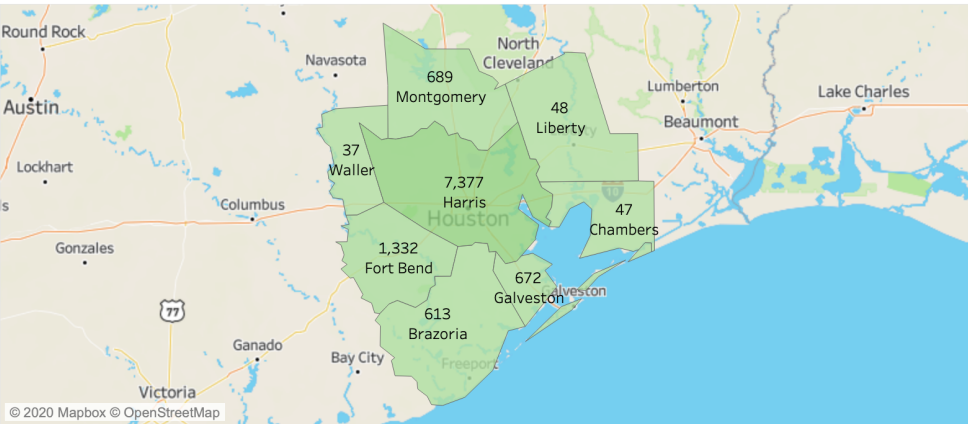 Round Rock
Navasota
North
Cleveland
689
Montgomery
Lumberton
Lake Charles
Austin
48
Liberty
Beaumont
37
Waller
Lockhart
7,377
Harris
Houston
10
Columbus
47
Chambers
ls
Gonzales
1,332
Fort Bend
672
Galveston
Galveston
77
613
Brazoria
Ganado
Bay City
Freeport
Victoria
© 2020 Mapbox © OpenStreetMap